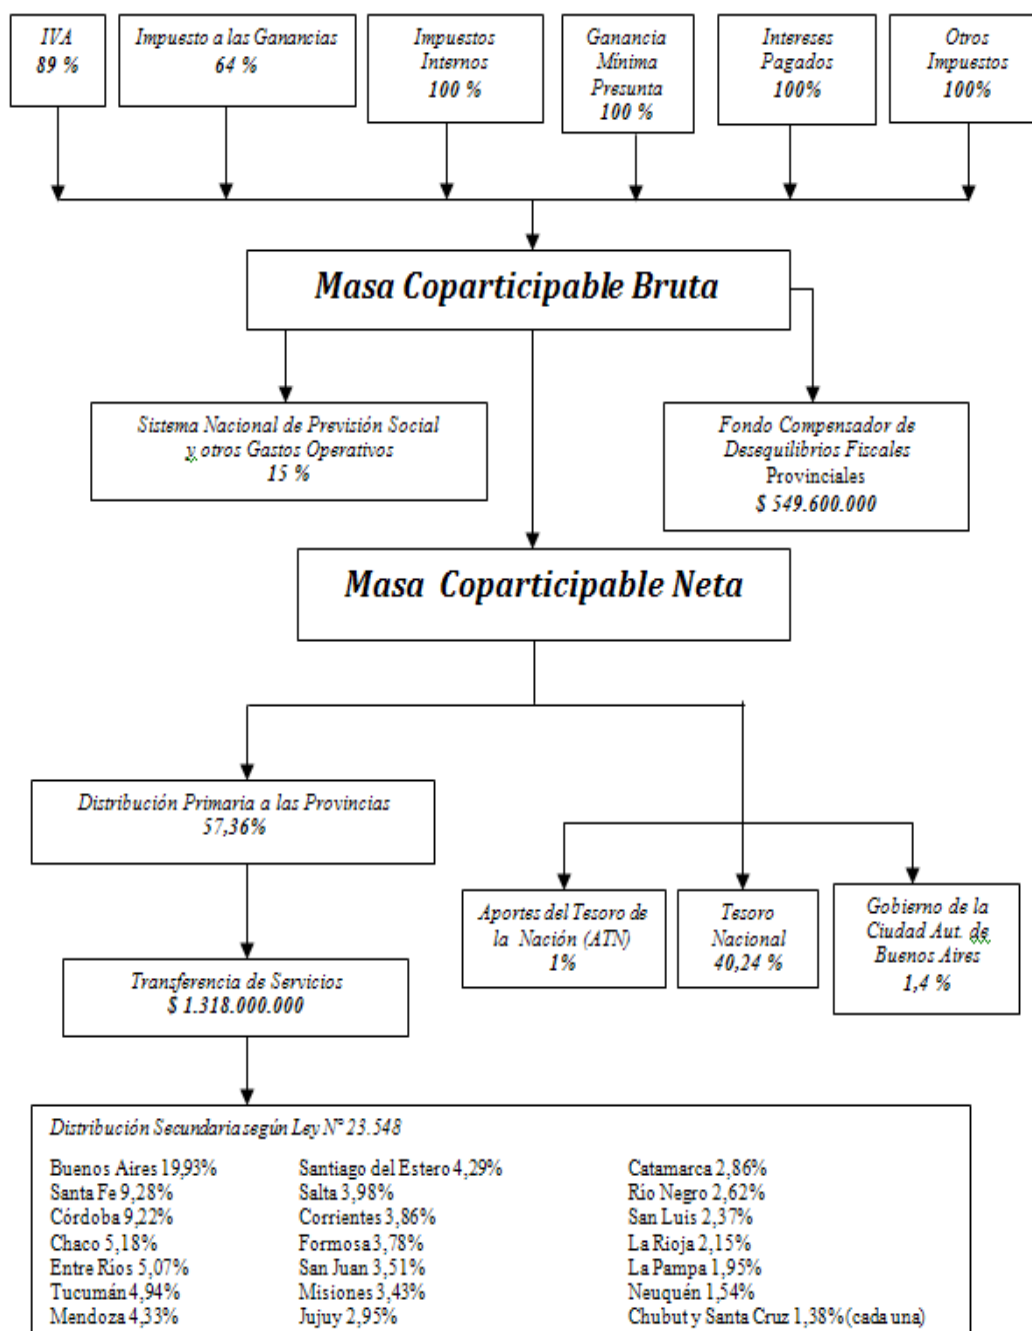 IVA
89 %
Impuesto a las Ganancias
64 %
Impuestos
Internos
100 %
Ganancia
Mínima
Presunta
100 %
Intereses
Pagados
100%
Otros
Impuestos
100%
Masa Coparticipable Bruta
Sistema Nacional de Previsión Social
y otros Gastos Operativos
15 %
Fondo Compensador de
Desequilibrios Fiscales
Provinciales
$ 549.600.000
Masa Coparticipable Neta
Distribución Primaria a las Provincias
57,36%
Aportes del Tesoro de
la Nación (ATN)
1%
Tesoro
Nacional
40,24 %
Gobierno de la
Ciudad Aut. de
Buenos Aires
1,4 %
Transferencia de Servicios
$ 1.318.000.000
Distribución Secundaria según Ley Nº 23.548
Buenos Aires 19,93%
Santa Fe 9,28%
Córdoba 9,22%
Chaco 5,18%
Entre Rios 5,07%
Tucumán 4,94%
Mendoza 4,33%
Santiago del Estero 4,29%
Salta 3,98%
Corrientes 3,86%
Formosa 3,78%
San Juan 3,51%
Misiones 3,43%
Jujuy 2,95%
Catamarca 2,86%
Rio Negro 2,62%
San Luis 2,37%
La Rioja 2,15%
La Pampa 1,95%
Neuquén 1,54%
Chubut y Santa Cruz 1,38% (cada una)